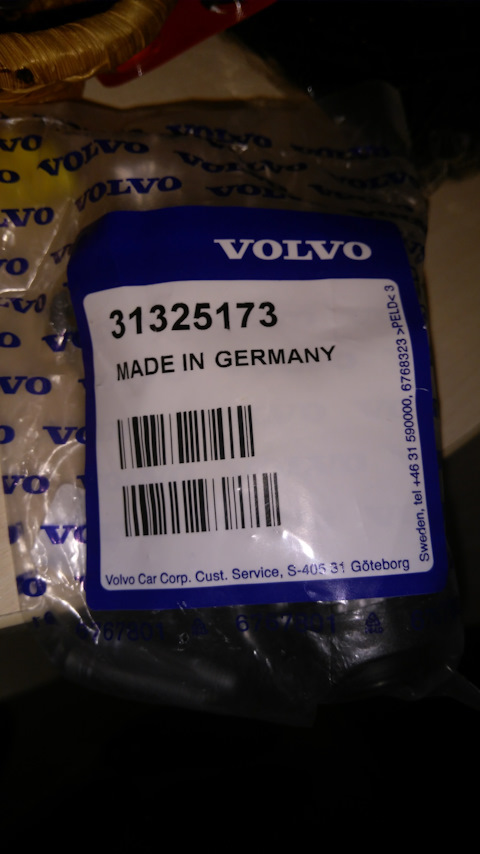 VOLVO
VOLVO
VOLVO
VOLVO
31325173
MADE IN GERMANY
Volvo Car Corp. Cust. Service, S-405 31 Göteborg
Sweden, tel +46 31 590000, 6768323 >PELD< 3
6767801